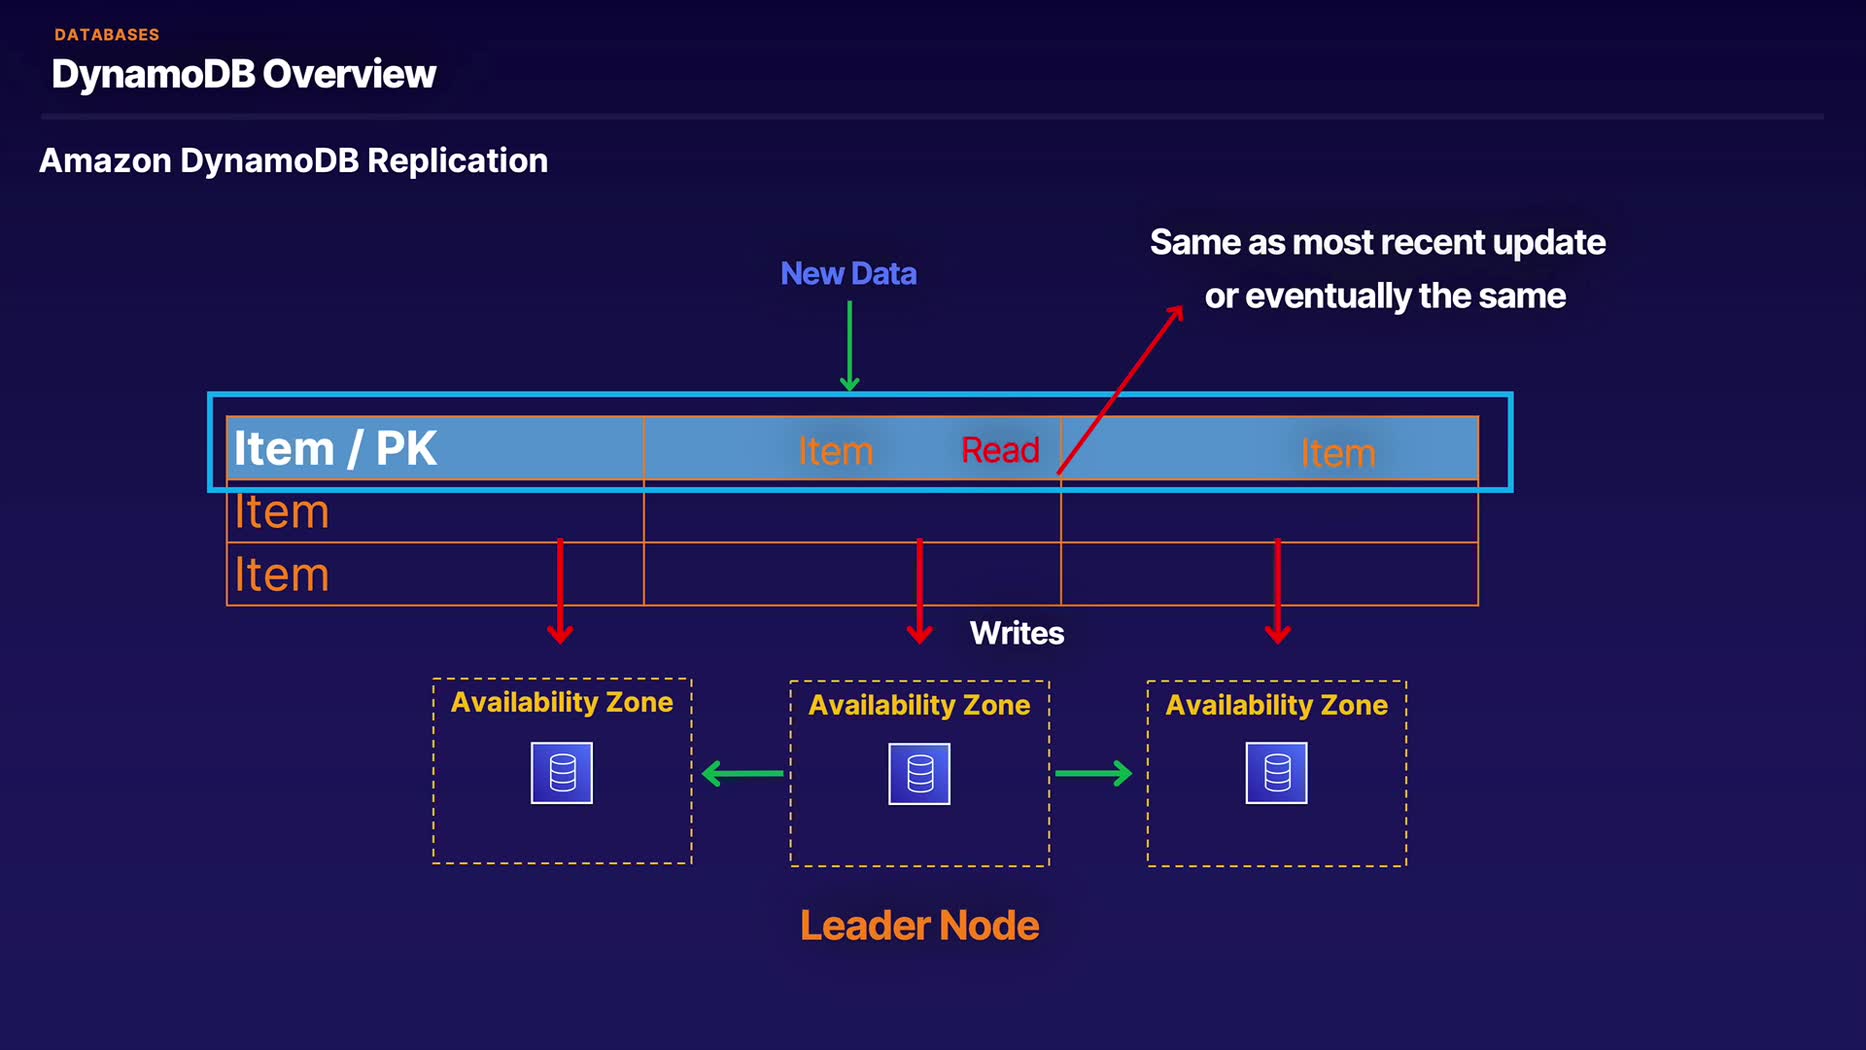 DATABASES
DynamoDB Overview
Amazon DynamoDB Replication
Same as most recent update
or eventually the same
New Data
Item / PK
Item
Read
Item
Item
Item
Writes
Availability Zone
Availability Zone
Availability Zone
Leader Node